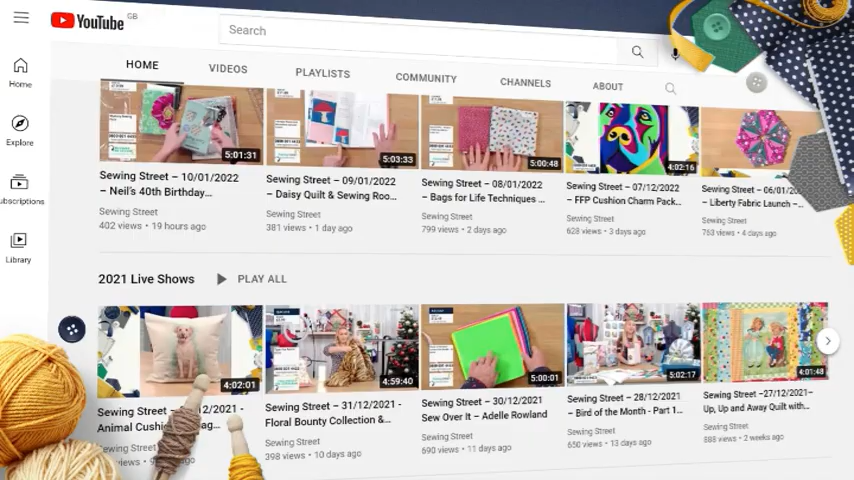 YouTube GB
Search
Home
Explore
Library
HOME VIDEOS PLAYLISTS COMMUNITY CHANNELS ABOUT
5:01:31
5:03:33
5:00:48
4:02:16
Sewing Street – 10/01/2022
– Neil's 40th Birthday...
Sewing Street
402 views • 19 hours ago
Sewing Street – 09/01/2022
– Daisy Quilt & Sewing Roo...
Sewing Street
381 views • 1 day ago
Sewing Street – 08/01/2022
– Bags for Life Techniques ...
Sewing Street
799 views • 2 days ago
Sewing Street – 07/12/2022
– FFP Cushion Charm Pack...
Sewing Street
628 views • 3 days ago
Sewing Street – 06/01/20
– Liberty Fabric Launch –...
Sewing Street
763 views • 4 days ago
2021 Live Shows PLAY ALL
4:02:01
4:59:40
5:00:01
5:02:17
4:01:48
Sewing Street – 12/2021 -
Animal Cushi
Sewing Street
Sewing Street – 31/12/2021 -
Floral Bounty Collection &...
Sewing Street
398 views • 10 days ago
Sewing Street – 30/12/2021
Sew Over It – Adelle Rowland
Sewing Street
690 views • 11 days ago
Sewing Street – 28/12/2021
– Bird of the Month - Part 1...
Sewing Street
650 views • 13 days ago
Sewing Street –27/12/2021–
Up, Up and Away Quilt with...
Sewing Street
888 views • 2 weeks ago